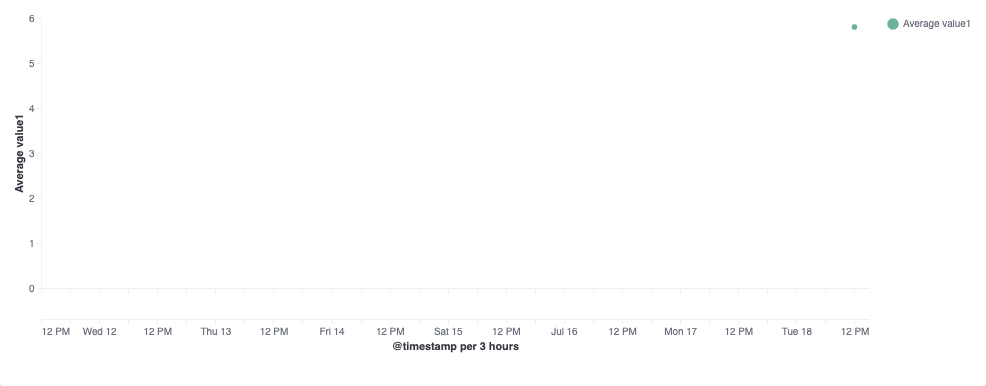 6
5
4
3
2
1
0
Average value1
12 PM Wed 12 12 PM Thu 13 12 PM Fri 14 12 PM Sat 15 12 PM Jul 16 12 PM Mon 17 12 PM Tue 18 12 PM
@timestamp per 3 hours
Average value1